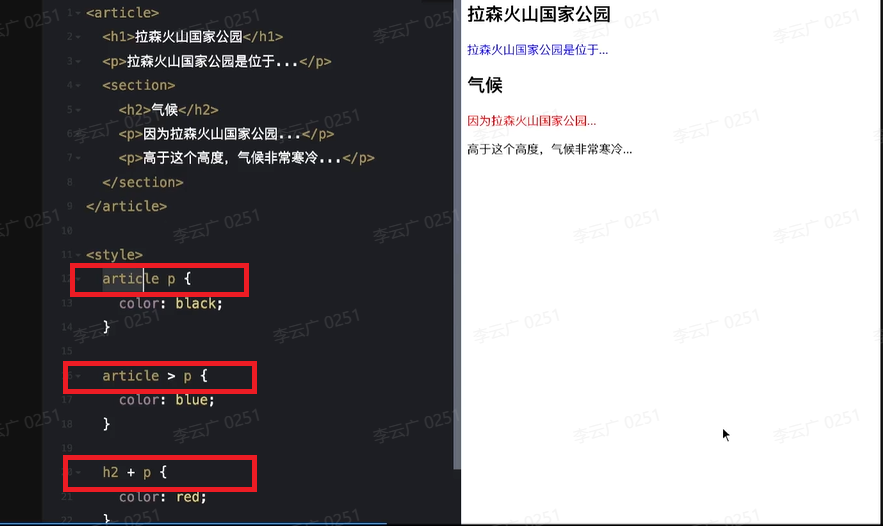 1 <article>
2 <h1>拉森火山国家公园</h1>
3 <p>拉森火山国家公园是位于...</p>
4 <section>
5 <h2>气候</h2>
6 <p>因为拉森火山国家公园...</p>
7 <p>高于这个高度，气候非常寒冷...</p>
8 </section>
9 </article>
10
11 <style>
12 article p {
13 color: black;
14 }
15
16 article > p {
17 color: blue;
18 }
19
20 h2 + p {
21 color: red;
22 }
拉森火山国家公园
拉森火山国家公园是位于...
气候
因为拉森火山国家公园...
高于这个高度，气候非常寒冷...
李云广 0251